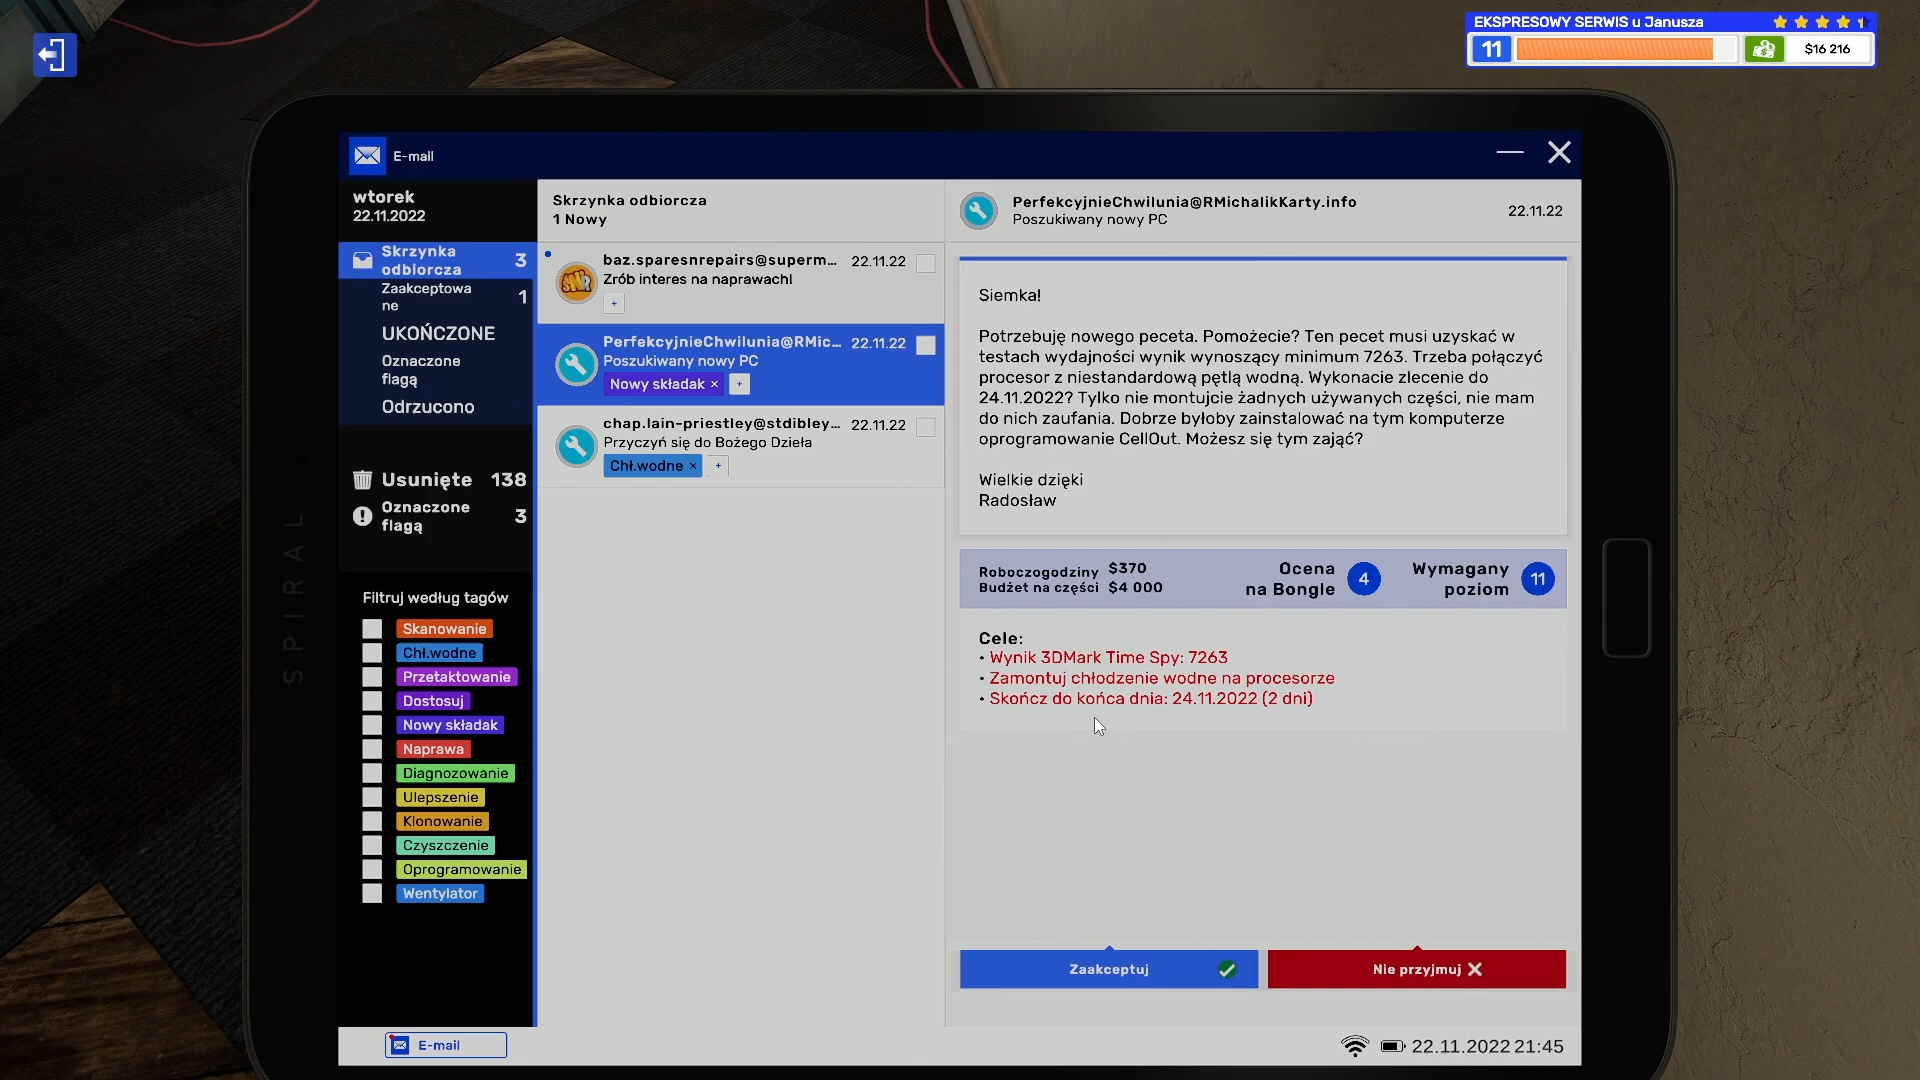 EKSPRESOWY SERWIS u Janusza
11
$16 216
E-mail
wtorek
22.11.2022
Skrzynka
odbiorcza
3
Zaakceptowa
ne
1
UKOŃCZONE
Oznaczone
flagą
Odrzucono
Usunięte 138
Oznaczone
flagą
3
Filtruj według tagów
Skanowanie
Chł.wodne
Przetaktowanie
Dostosuj
Nowy składak
Naprawa
Diagnozowanie
Ulepszenie
Klonowanie
Czyszczenie
Oprogramowanie
Wentylator
Skrzynka odbiorcza
1 Nowy
baz.sparesnrepairs@superm... 22.11.22
Zrób interes na naprawach!
+
PerfekcyjnieChwilunia@RMic... 22.11.22
Poszukiwany nowy PC
Nowy składak × +
chap.lain-priestley@stdibley... 22.11.22
Przyczyń się do Bożego Dzieła
Chł.wodne × +
PerfekcyjnieChwilunia@RMichalikKarty.info
Poszukiwany nowy PC
22.11.22
Siemka!
Potrzebuję nowego peceta. Pomożecie? Ten pecet musi uzyskać w
testach wydajności wynik wynoszący minimum 7263. Trzeba połączyć
procesor z niestandardową pętlą wodną. Wykonacie zlecenie do
24.11.2022? Tylko nie montujcie żadnych używanych części, nie mam
do nich zaufania. Dobrze byłoby zainstalować na tym komputerze
oprogramowanie CellOut. Możesz się tym zająć?
Wielkie dzięki
Radosław
Roboczogodziny $370
Budżet na części $4 000
Ocena
na Bongle
4
Wymagany
poziom
11
Cele:
• Wynik 3DMark Time Spy: 7263
• Zamontuj chłodzenie wodne na procesorze
• Skończ do końca dnia: 24.11.2022 (2 dni)
Zaakceptuj
Nie przyjmuj
E-mail
22.11.2022 21:45
SPIRAL